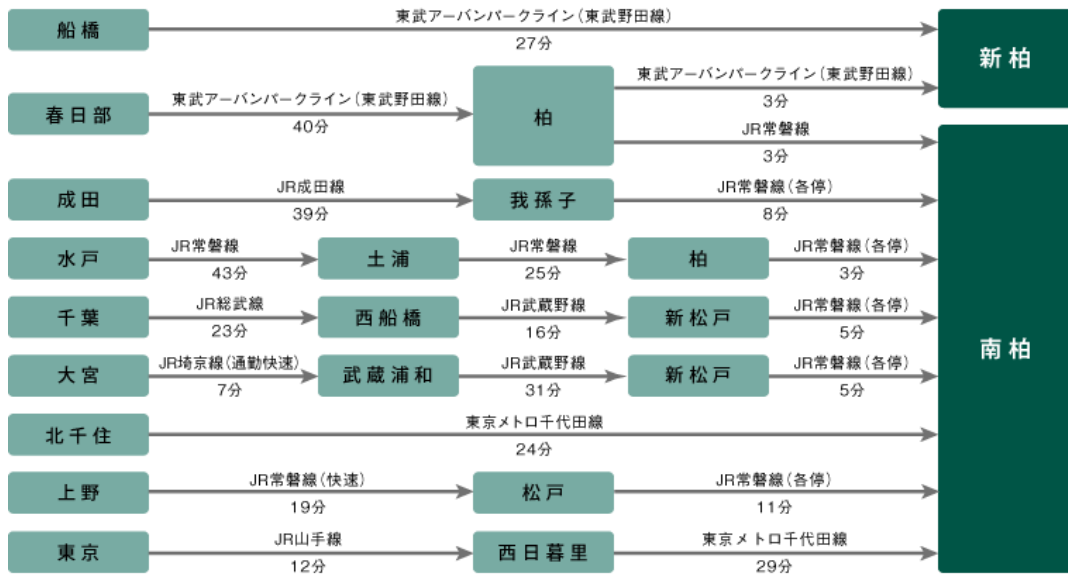 船橋
東武アーバンパークライン(東武野田線)
27分
新柏
春日部
東武アーバンパークライン(東武野田線)
40分
柏
東武アーバンパークライン(東武野田線)
3分
JR常磐線
3分
成田
JR成田線
39分
我孫子
JR常磐線(各停)
8分
水戸
JR常磐線
43分
土浦
JR常磐線
25分
柏
JR常磐線(各停)
3分
千葉
JR総武線
23分
西船橋
JR武蔵野線
16分
新松戸
JR常磐線(各停)
5分
南柏
大宮
JR埼京線(通勤快速)
7分
武蔵浦和
JR武蔵野線
31分
新松戸
JR常磐線(各停)
5分
北千住
東京メトロ千代田線
24分
上野
JR常磐線(快速)
19分
松戸
JR常磐線(各停)
11分
東京
JR山手線
12分
西日暮里
東京メトロ千代田線
29分